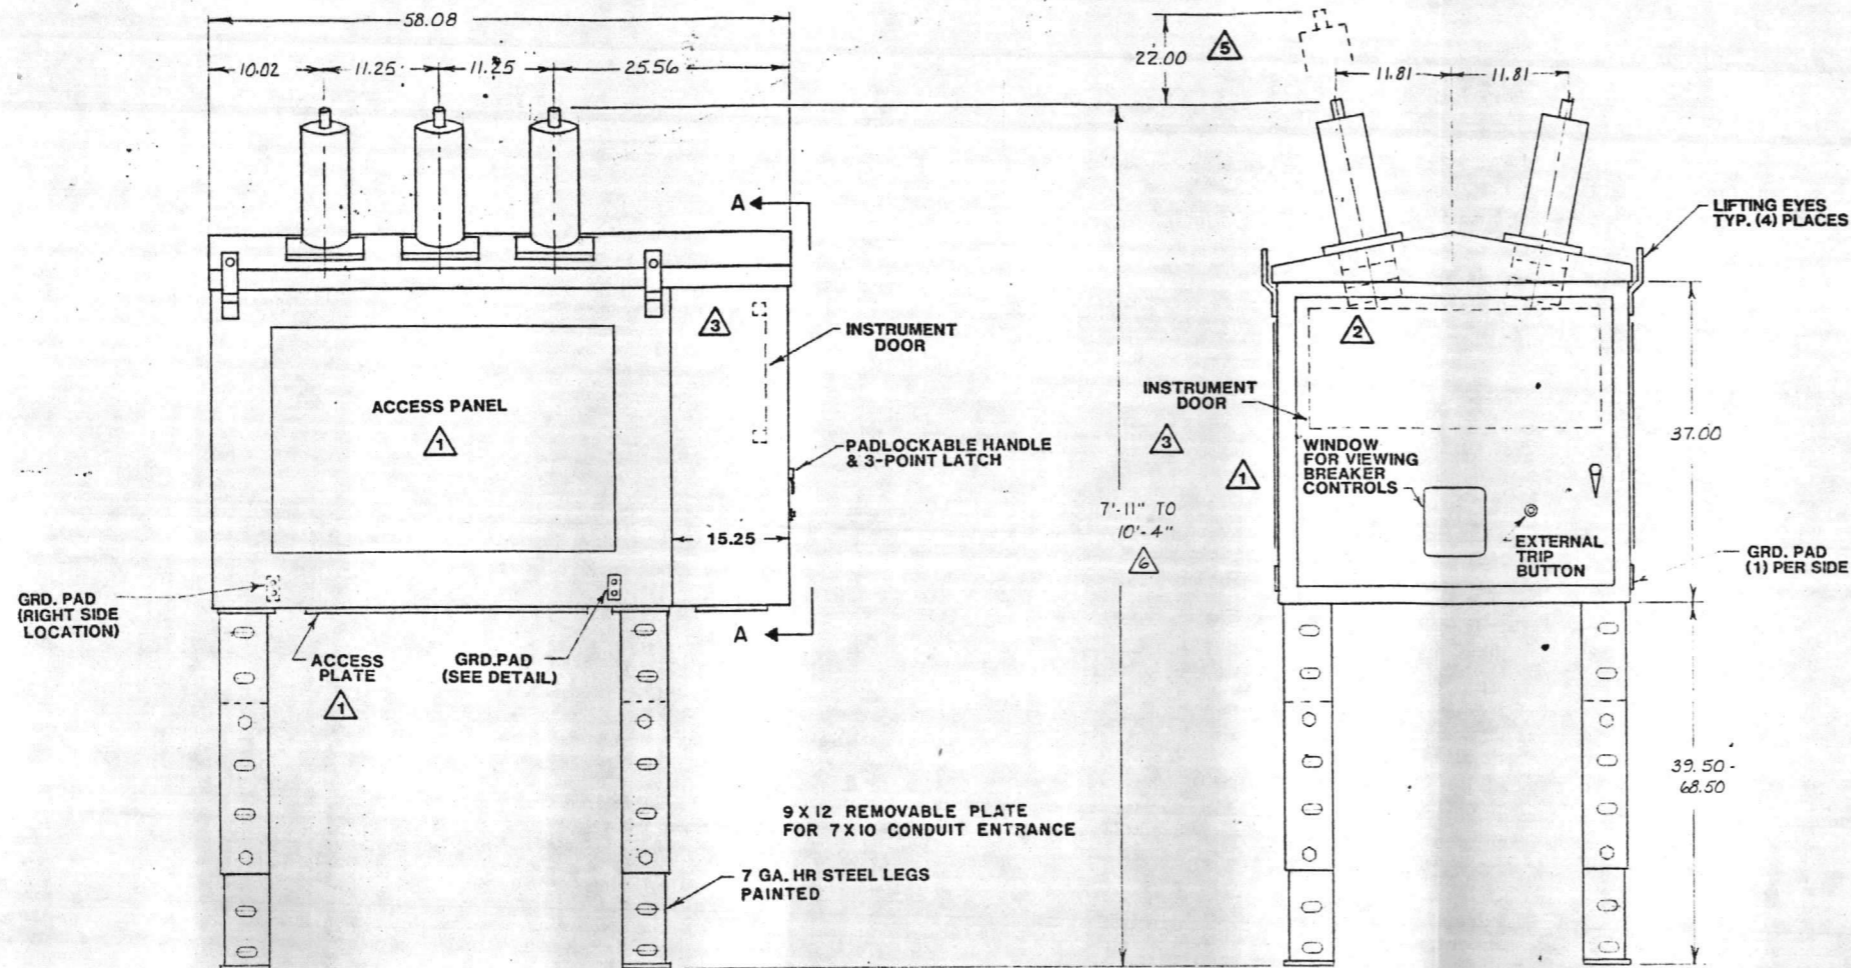 58.08
10.02
11.25
11.25
25.56
22.00
5
11.81
11.81
A
LIFTING EYES
TYP. (4) PLACES
3
INSTRUMENT
DOOR
2
ACCESS PANEL
1
INSTRUMENT
DOOR
3
37.00
PADLOCKABLE HANDLE
& 3-POINT LATCH
1
WINDOW
FOR VIEWING
BREAKER
CONTROLS
7'-11" TO
10'-4"
6
15.25
EXTERNAL
TRIP
BUTTON
GRD. PAD
(1) PER SIDE
GRD. PAD
(RIGHT SIDE
LOCATION)
A
ACCESS
PLATE
1
GRD.PAD
(SEE DETAIL)
39.50-
68.50
9 X 12 REMOVABLE PLATE
FOR 7 X 10 CONDUIT ENTRANCE
7 GA. HR STEEL LEGS
PAINTED